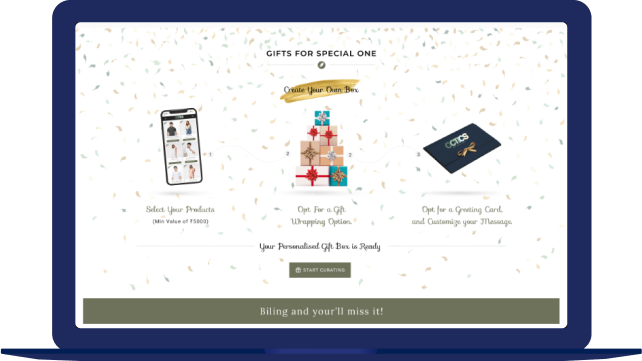 GIFTS FOR SPECIAL ONE
Create Your Own Box
CCTICS
Select Your Products
(Min Value of ₹5000)
Opt For a Gift
Wrapping Option.
Opt for a Greeting Card,
and Customize your Message.
Your Personalised Gift Box is Ready
START CURATING
Biling and your'll miss it!